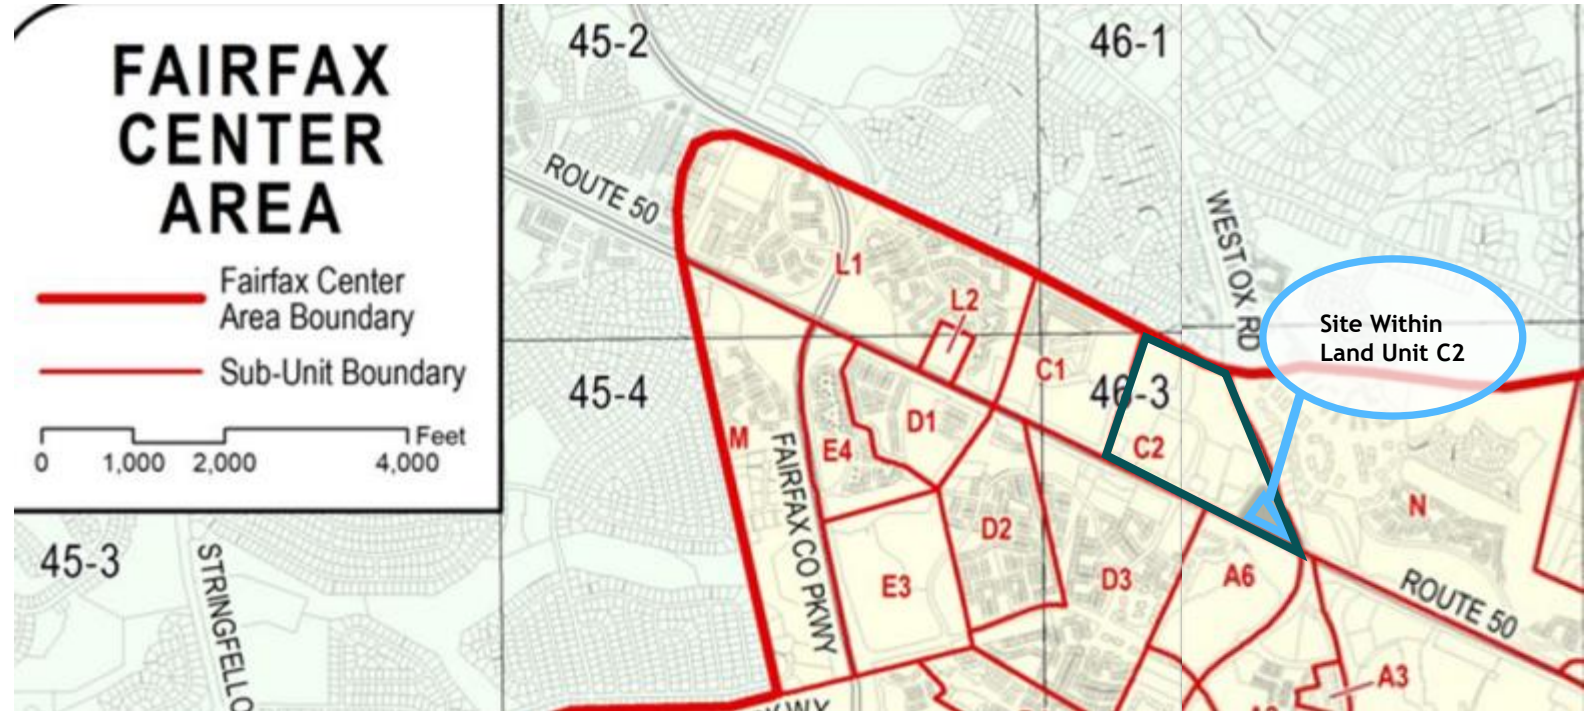 FAIRFAX
CENTER
AREA
Fairfax Center
Area Boundary
Sub-Unit Boundary
Feet
0 1,000 2,000 4,000
45-2
46-1
ROUTE 50
WEST OX RD
L1
L2
Site Within
Land Unit C2
C1
46-3
45-4
D1
M
E4
C2
FAIRFAX CO PKWY
N
D2
45-3
STRINGFELLO
E3
D3
A6
ROUTE 50
A3